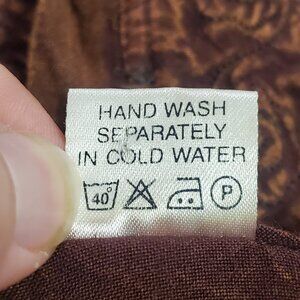 HAND WASH
SEPARATELY
IN COLD WATER
40° P